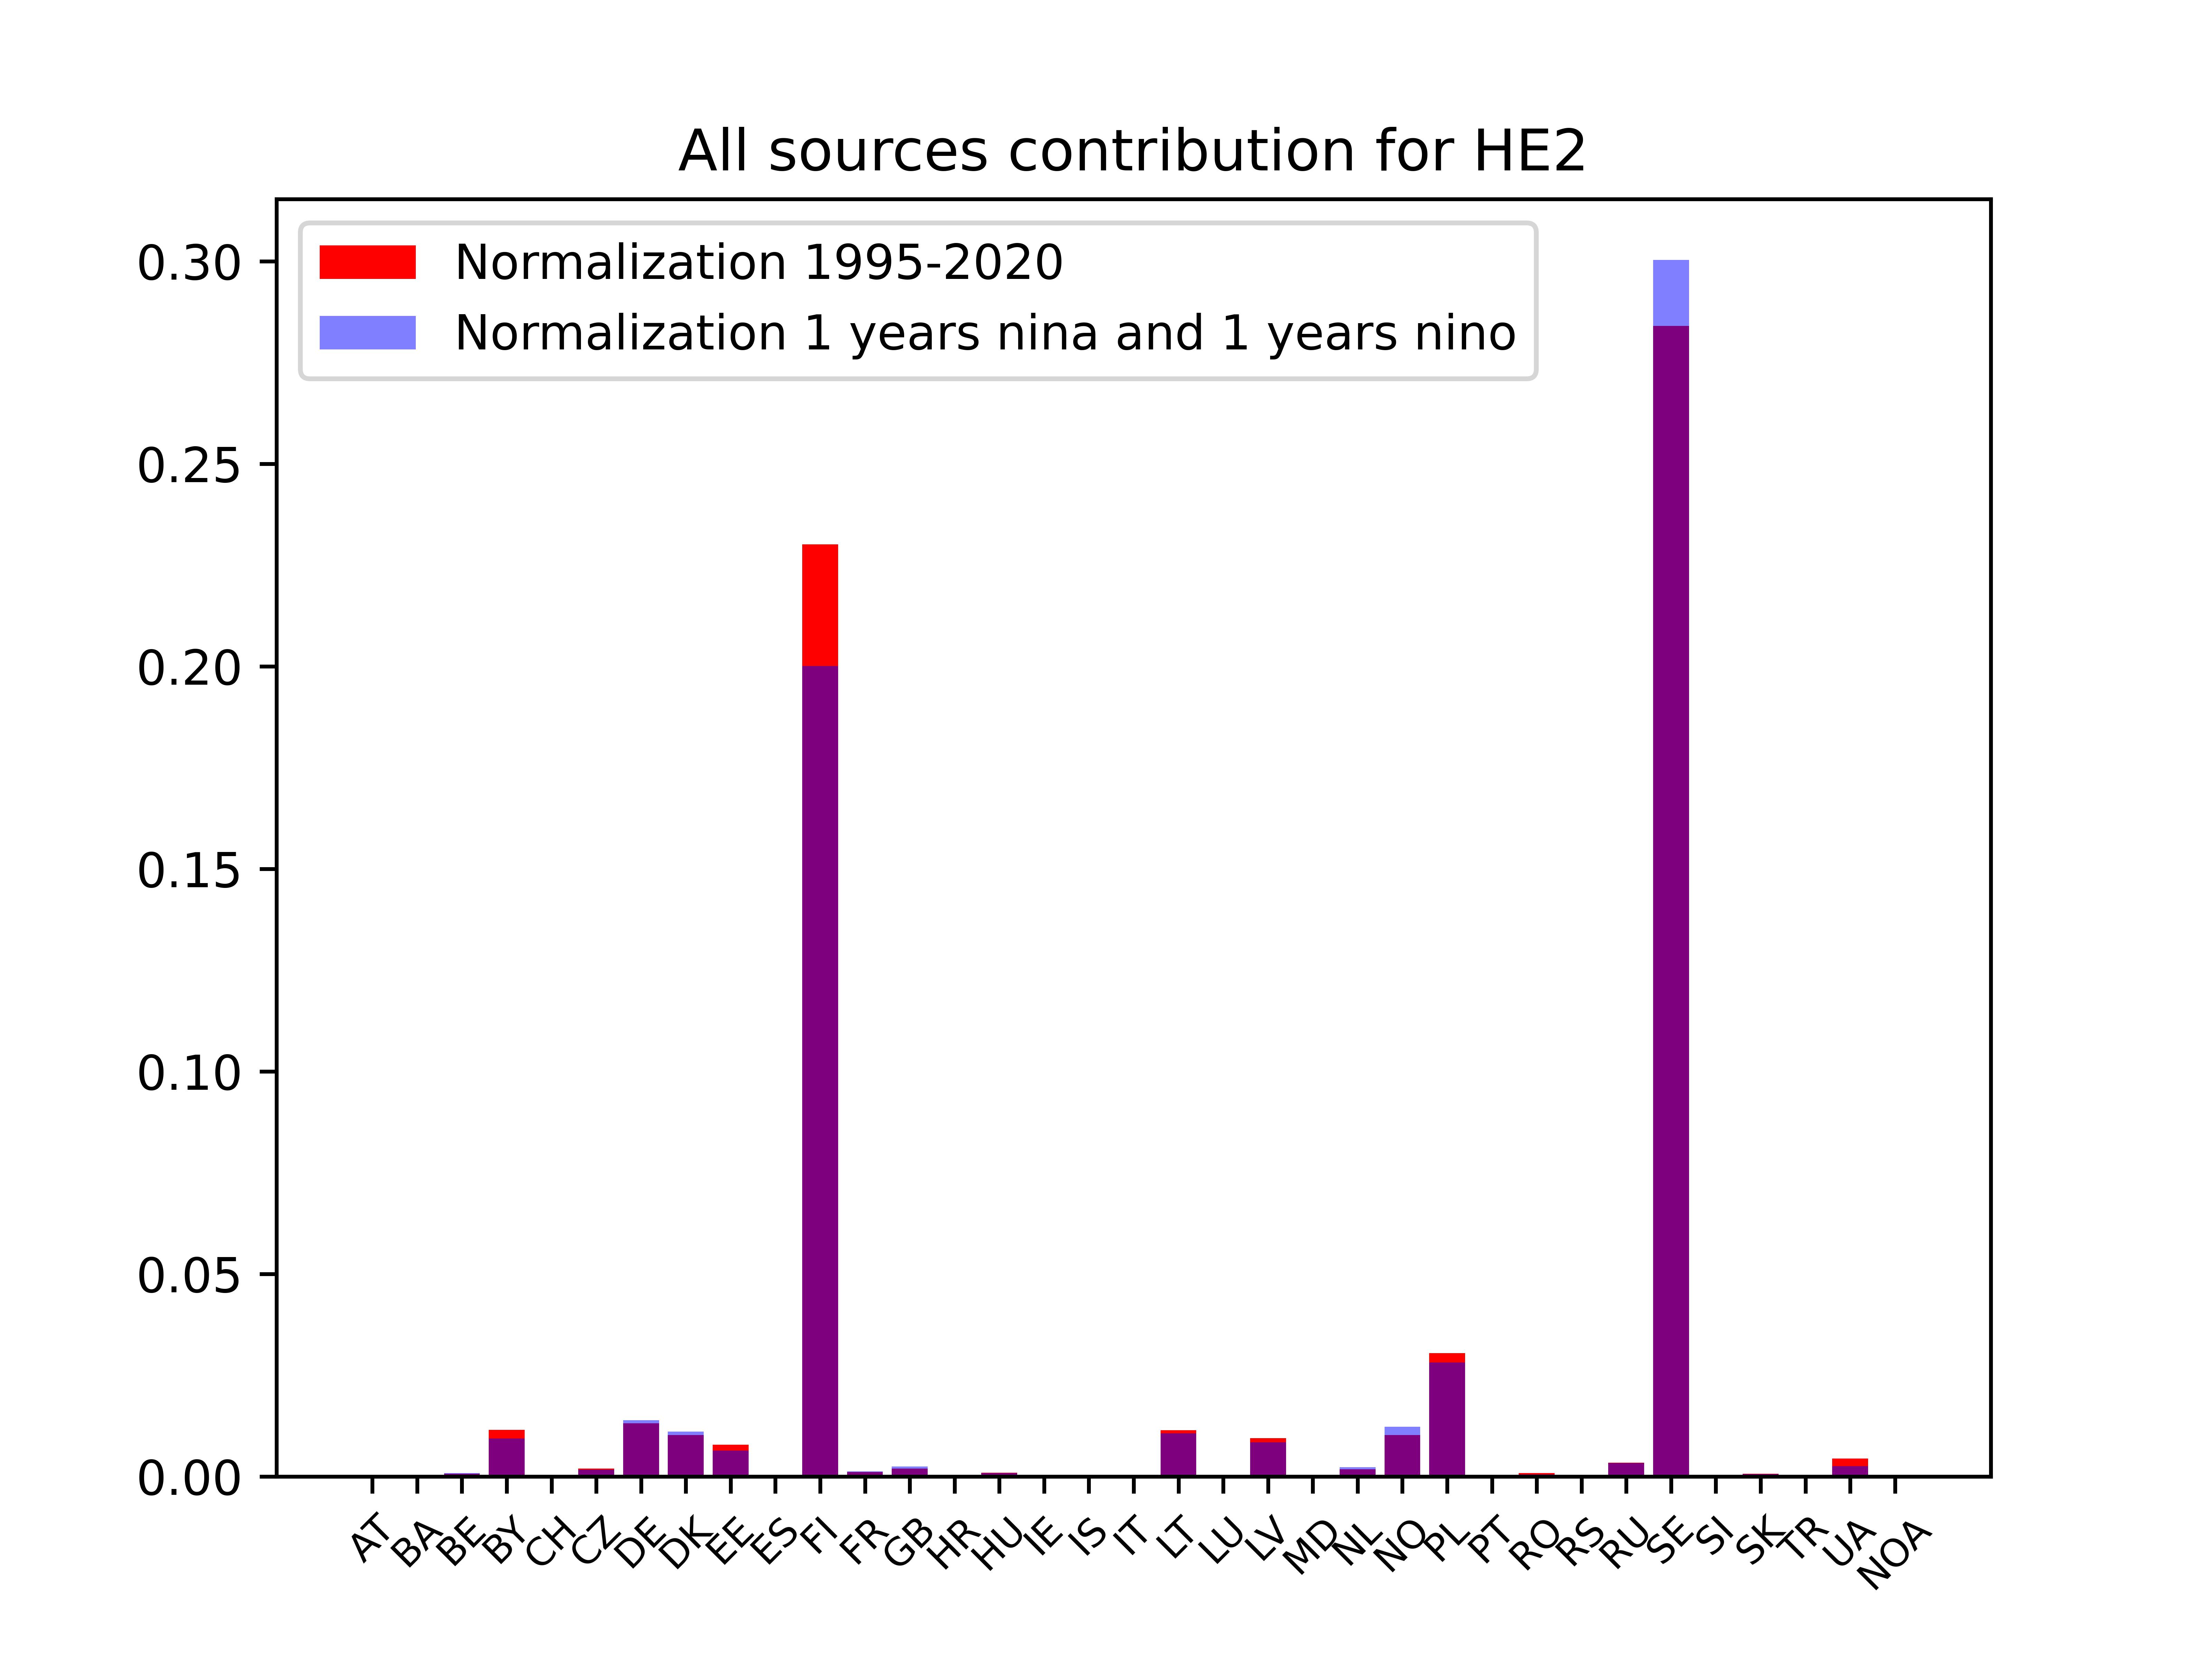 All sources contribution for HE2
Normalization 1995-2020
Normalization 1 years nina and 1 years nino
0.30
0.25
0.20
0.15
0.10
0.05
0.00
AT BA BE BY CH CZ DE DK EE ES FI FR GB HR HU IE IS IT LT LU LV MD NL NO PL PT RO RS RU SE SI SK TR UA NOA